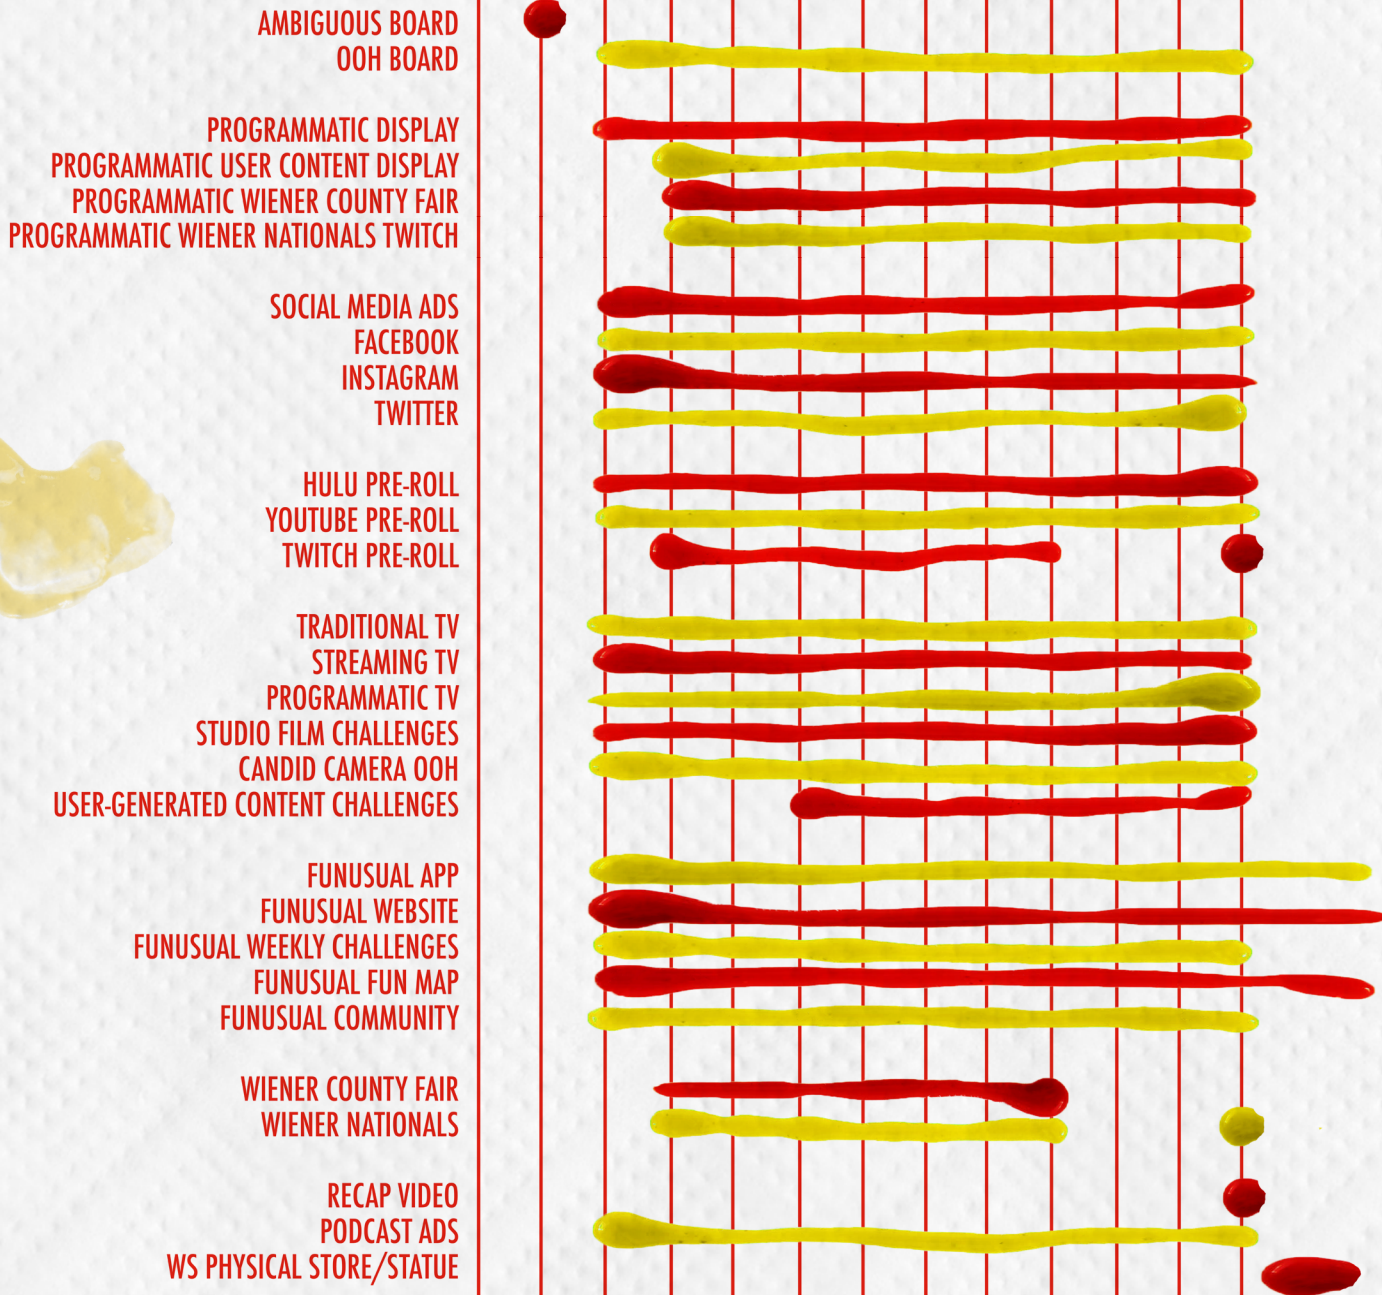 AMBIGUOUS BOARD
OOH BOARD
PROGRAMMATIC DISPLAY
PROGRAMMATIC USER CONTENT DISPLAY
PROGRAMMATIC WIENER COUNTY FAIR
PROGRAMMATIC WIENER NATIONALS TWITCH
SOCIAL MEDIA ADS
FACEBOOK
INSTAGRAM
TWITTER
HULU PRE-ROLL
YOUTUBE PRE-ROLL
TWITCH PRE-ROLL
TRADITIONAL TV
STREAMING TV
PROGRAMMATIC TV
STUDIO FILM CHALLENGES
CANDID CAMERA OOH
USER-GENERATED CONTENT CHALLENGES
FUNUSUAL APP
FUNUSUAL WEBSITE
FUNUSUAL WEEKLY CHALLENGES
FUNUSUAL FUN MAP
FUNUSUAL COMMUNITY
WIENER COUNTY FAIR
WIENER NATIONALS
RECAP VIDEO
PODCAST ADS
WS PHYSICAL STORE/STATUE